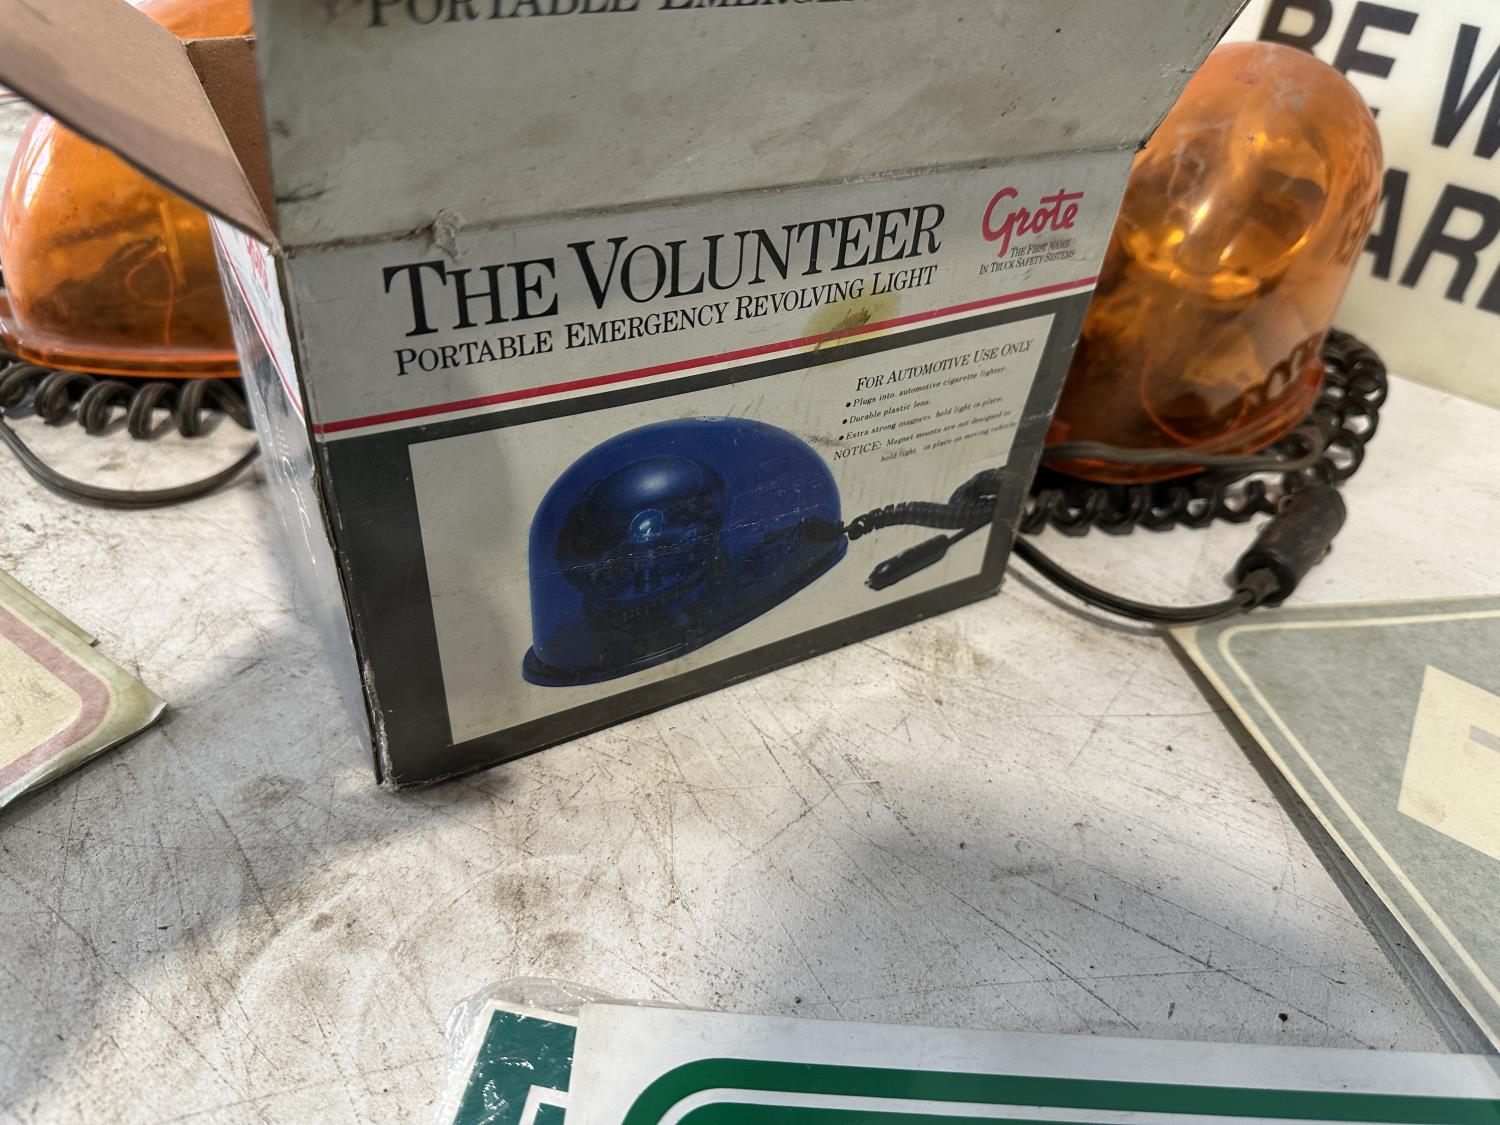 PORTABLE
THE VOLUNTEER
PORTABLE EMERGENCY REVOLVING LIGHT
Grote
THE FIRST NAME
IN TRUCK SAFETY SYSTEMS
FOR AUTOMOTIVE USE ONLY
• Plugs into automotive cigarette lighter.
• Durable plastic lens.
• Extra strong magnets hold light in place.
NOTICE: Magnet mounts are not designed to
hold light in place on moving vehicle
BE W